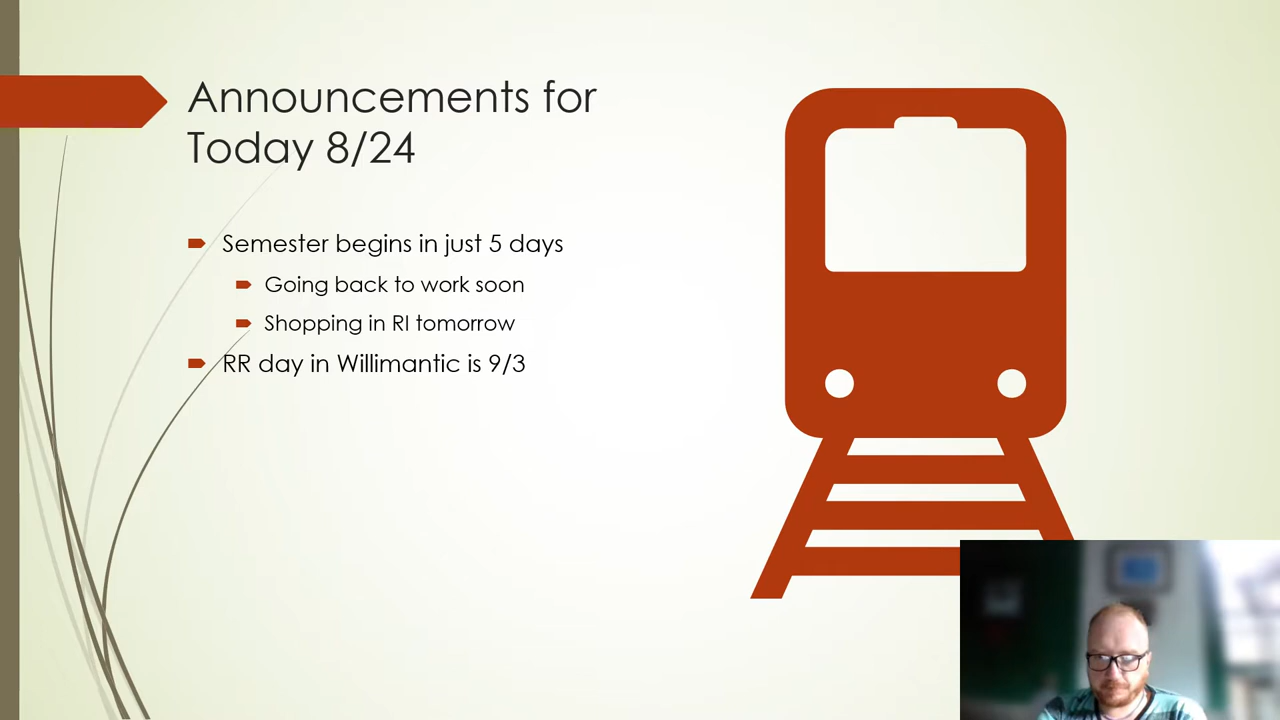 Announcements for
Today 8/24
Semester begins in just 5 days
Going back to work soon
Shopping in RI tomorrow
RR day in Willimantic is 9/3